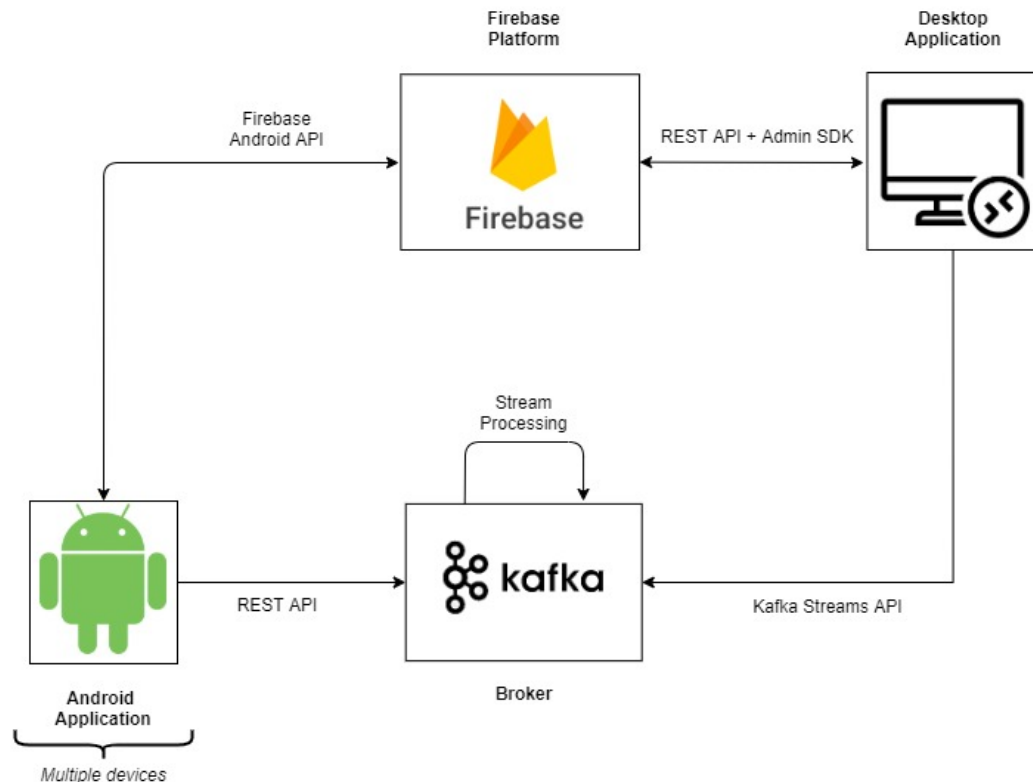 Firebase
Platform
Desktop
Application
Firebase
Android API
REST API + Admin SDK
Firebase
Stream
Processing
kafka
REST API
Kafka Streams API
Broker
Android
Application
Multiple devices